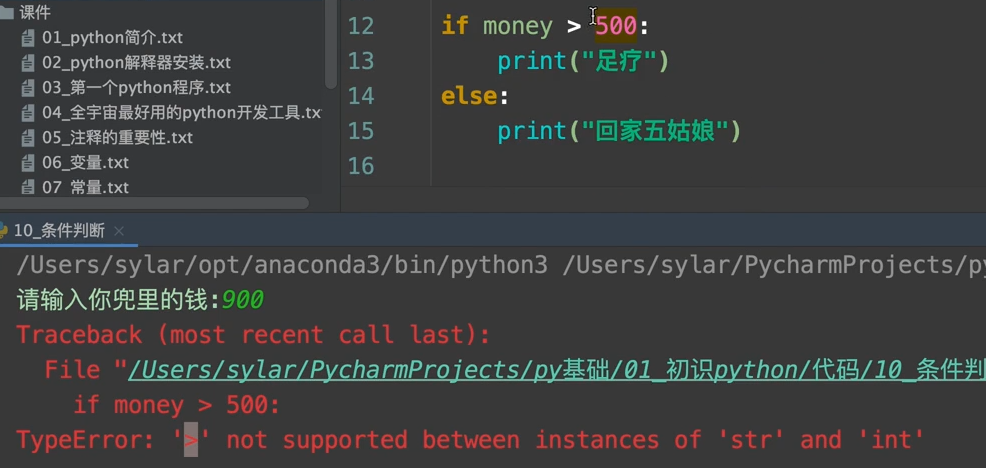 课件
01_python简介.txt
02_python解释器安装.txt
03_第一个python程序.txt
04_全宇宙最好用的python开发工具.tx
05_注释的重要性.txt
06_变量.txt
07_常量.txt
12 if money > 500:
13 print("足疗")
14 else:
15 print("回家五姑娘")
16
10_条件判断
/Users/sylar/opt/anaconda3/bin/python3 /Users/sylar/PycharmProjects/py
请输入你兜里的钱:900
Traceback (most recent call last):
File "/Users/sylar/PycharmProjects/py基础/01_初识python/代码/10_条件判
if money > 500:
TypeError: '>' not supported between instances of 'str' and 'int'